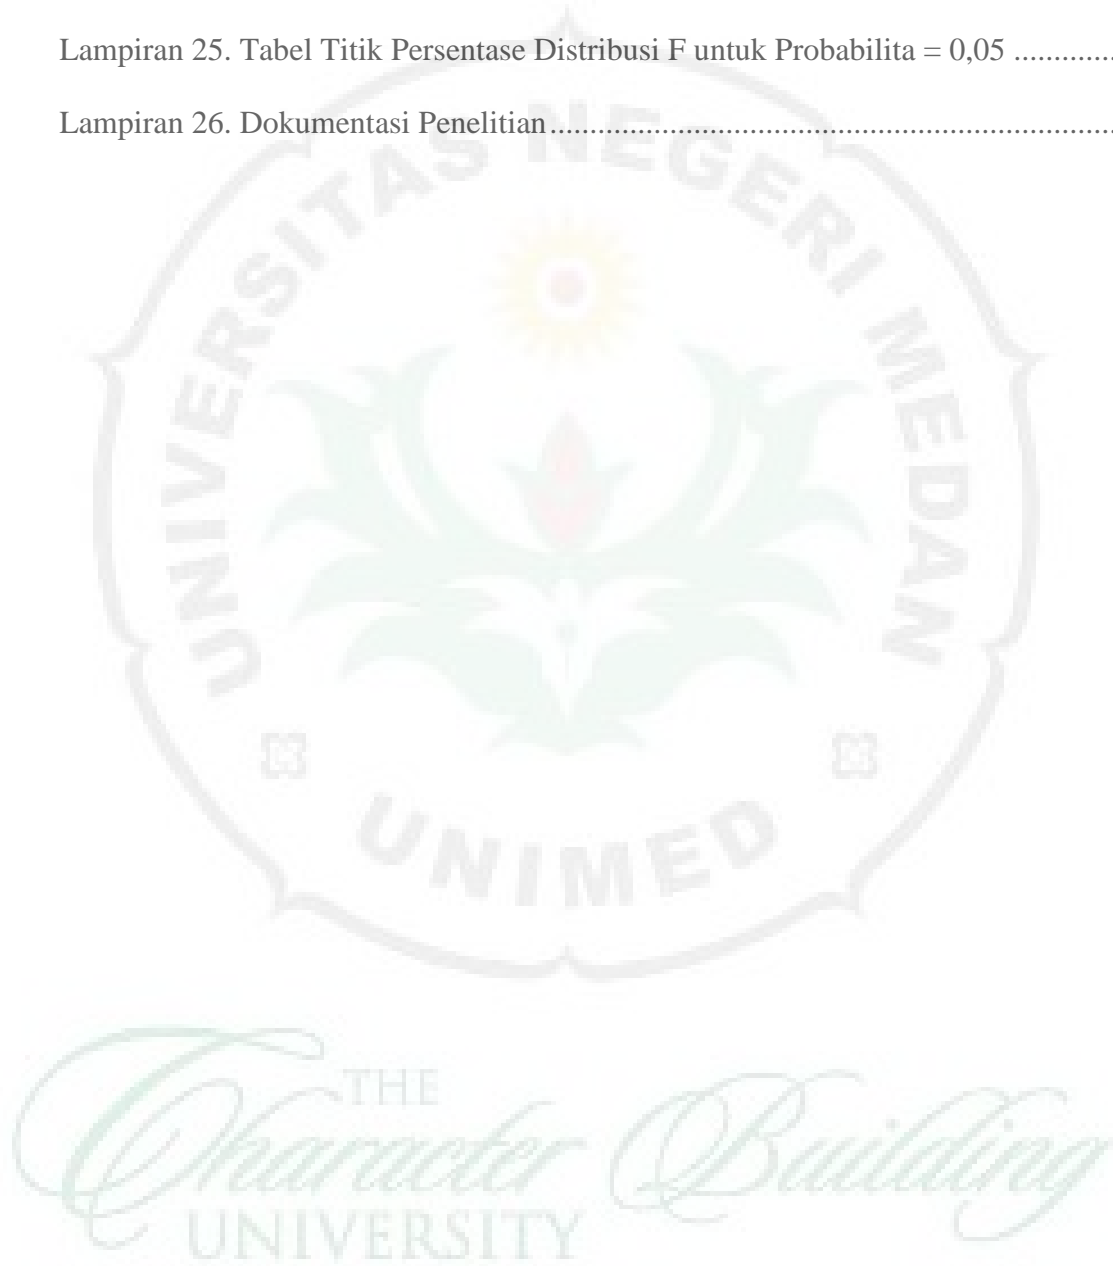 Lampiran 25. Tabel Titik Persentase Distribusi F untuk Probabilita = 0,05 .............
Lampiran 26. Dokumentasi Penelitian......................................................................
UNIVERSITAS NEGERI MEDAN
UNIMED
THE
Character Building
UNIVERSITY